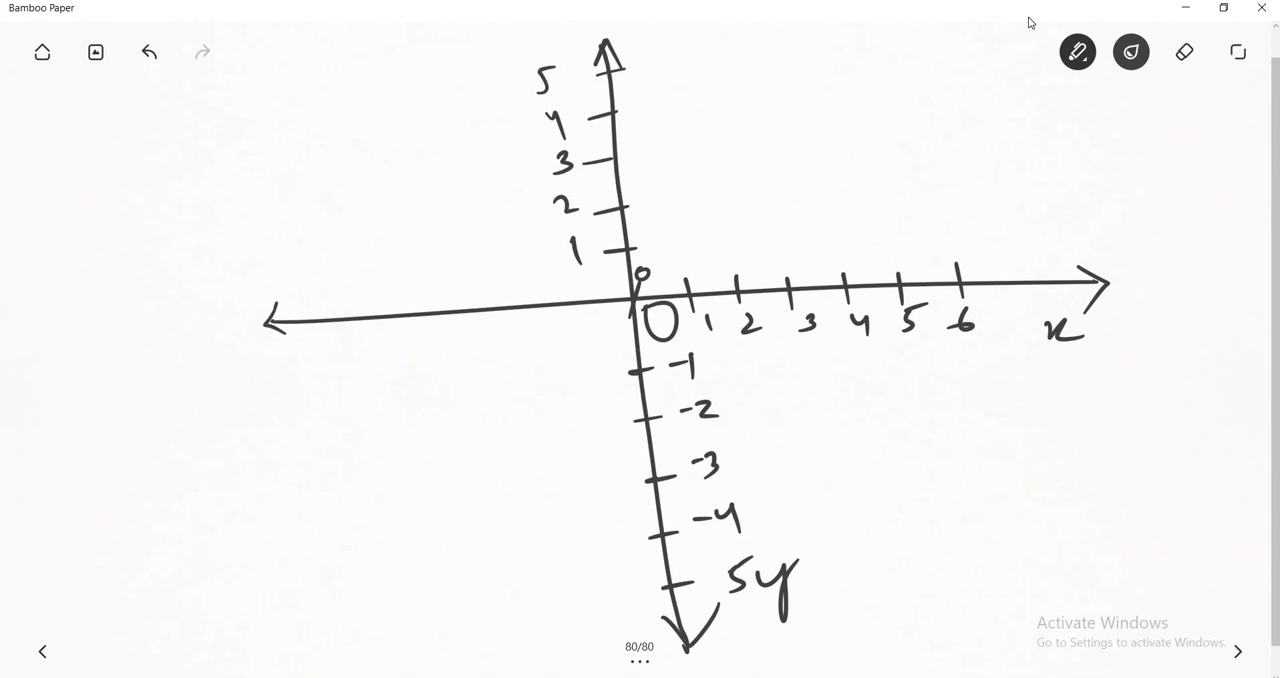 Bamboo Paper
5
4
3
2
1
0
0 1 2 3 4 5 6 x
-1
-2
-3
-4
5y
Activate Windows
Go to Settings to activate Windows.
80/80